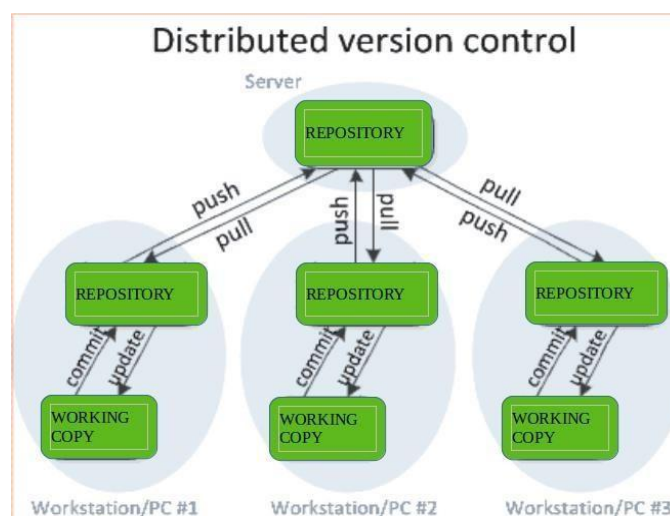 Distributed version control
Server
REPOSITORY
push
pull
push
pull
pull
push
REPOSITORY
REPOSITORY
REPOSITORY
commit
update
commit
update
commit
update
WORKING
COPY
WORKING
COPY
WORKING
COPY
Workstation/PC #1
Workstation/PC #2
Workstation/PC #3